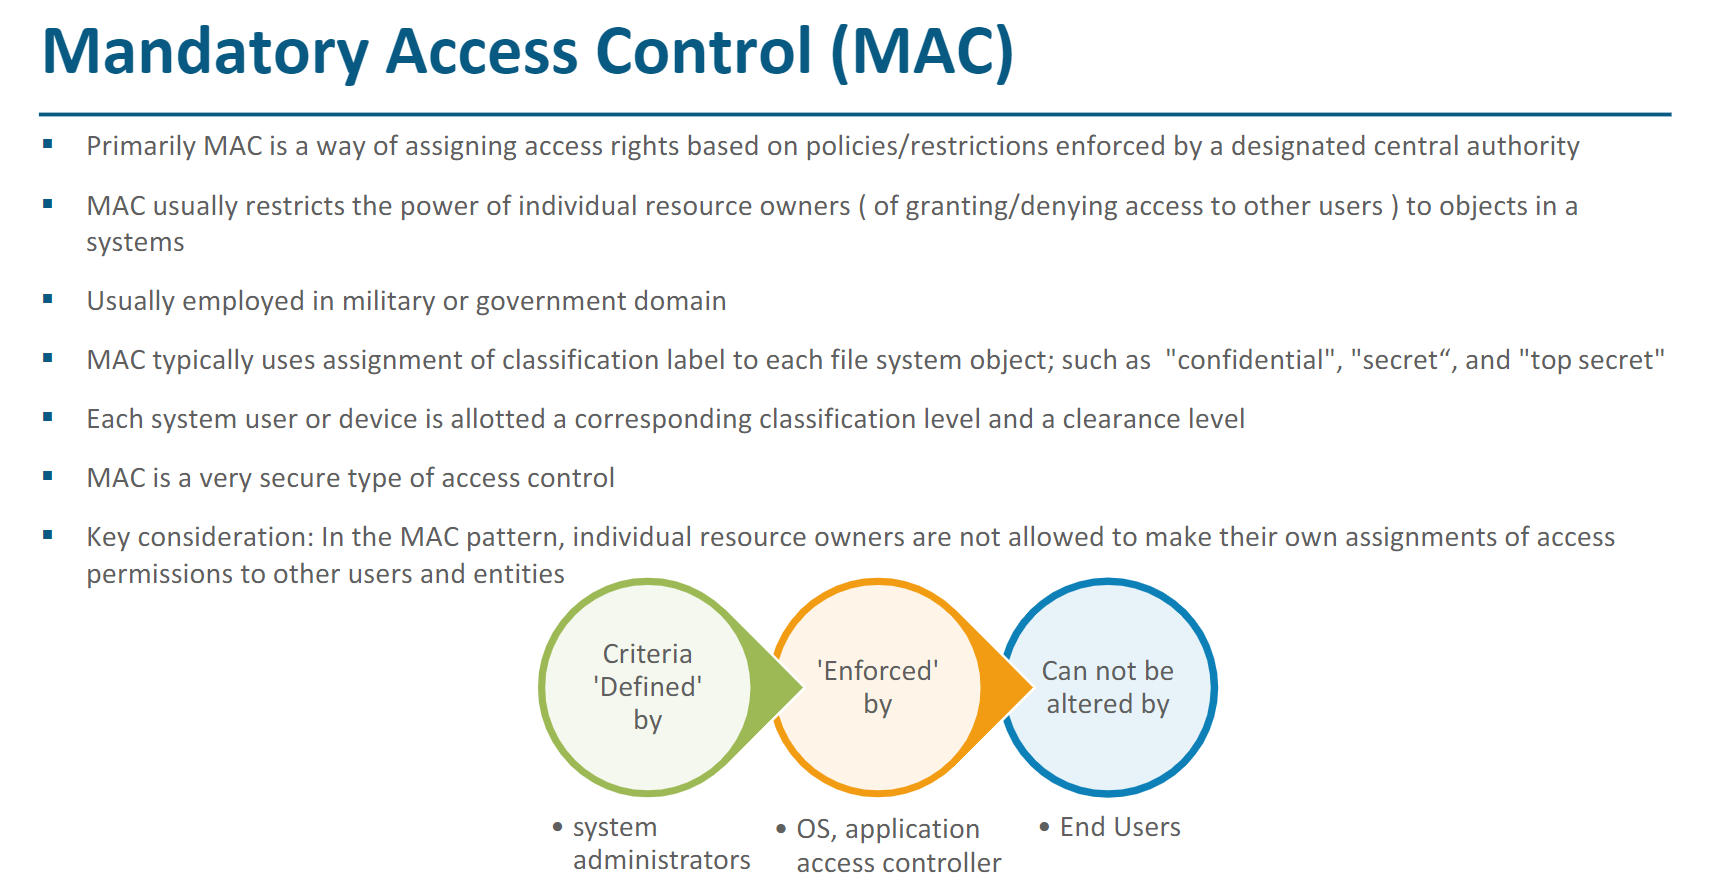 Mandatory Access Control (MAC)
▪ Primarily MAC is a way of assigning access rights based on policies/restrictions enforced by a designated central authority
▪ MAC usually restricts the power of individual resource owners ( of granting/denying access to other users ) to objects in a
systems
▪ Usually employed in military or government domain
▪ MAC typically uses assignment of classification label to each file system object; such as  "confidential", "secret“, and "top secret"
▪ Each system user or device is allotted a corresponding classification level and a clearance level
▪ MAC is a very secure type of access control
▪ Key consideration: In the MAC pattern, individual resource owners are not allowed to make their own assignments of access
permissions to other users and entities
Criteria
'Defined'
by
'Enforced'
by
Can not be
altered by
• system
administrators
• OS, application
access controller
• End Users